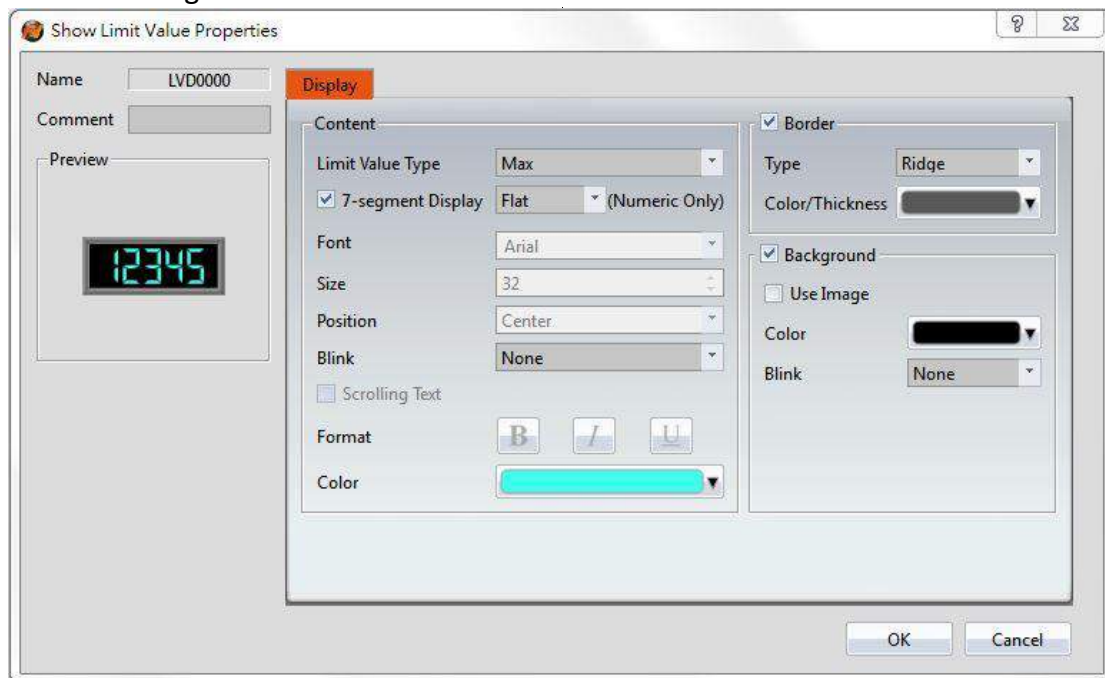 Show Limit Value Properties
Name LVD0000
Comment
Preview
12345
Display
Content
Limit Value Type Max
7-segment Display Flat (Numeric Only)
Font Arial
Size 32
Position Center
Blink None
Scrolling Text
Format B I U
Color
Border
Type Ridge
Color/Thickness
Background
Use Image
Color
Blink None
OK Cancel